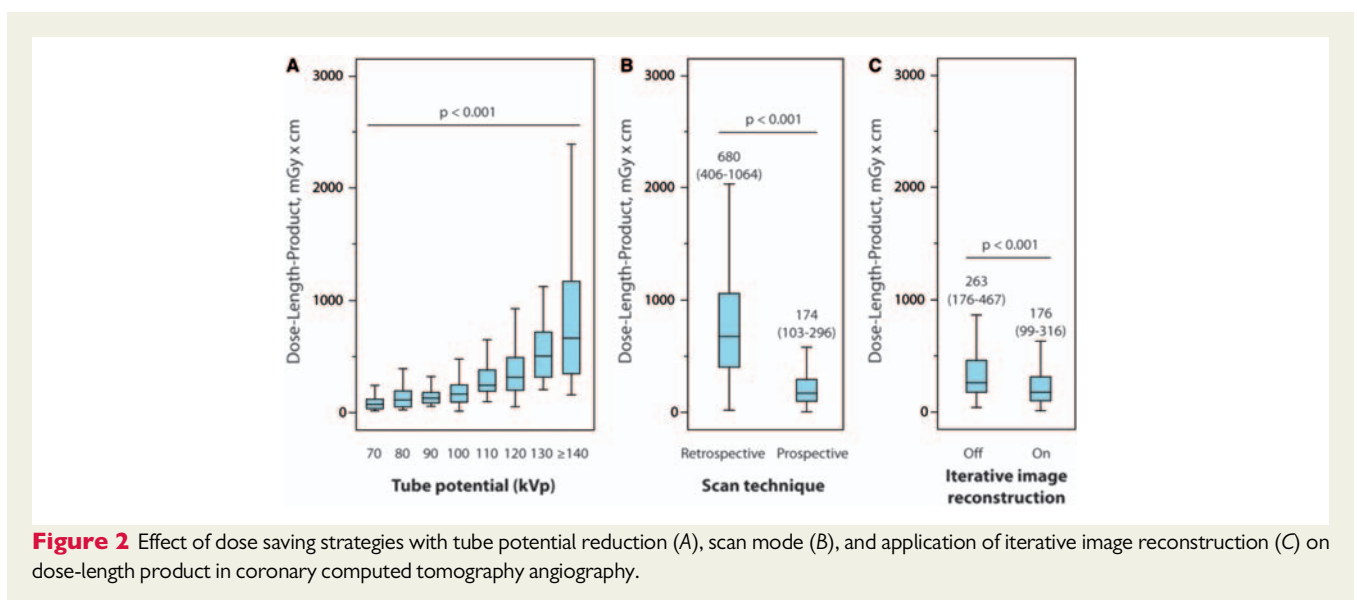 A
Dose-Length-Product, mGy x cm
3000
2000
1000
0
p < 0.001
70 80 90 100 110 120 130 ≥140
Tube potential (kVp)
B
Dose-Length-Product, mGy x cm
3000
2000
1000
0
p < 0.001
680
(406-1064)
174
(103-296)
Retrospective Prospective
Scan technique
C
Dose-Length-Product, mGy x cm
3000
2000
1000
0
p < 0.001
263
(176-467)
176
(99-316)
Off On
Iterative image
reconstruction
Figure 2 Effect of dose saving strategies with tube potential reduction (A), scan mode (B), and application of iterative image reconstruction (C) on
dose-length product in coronary computed tomography angiography.